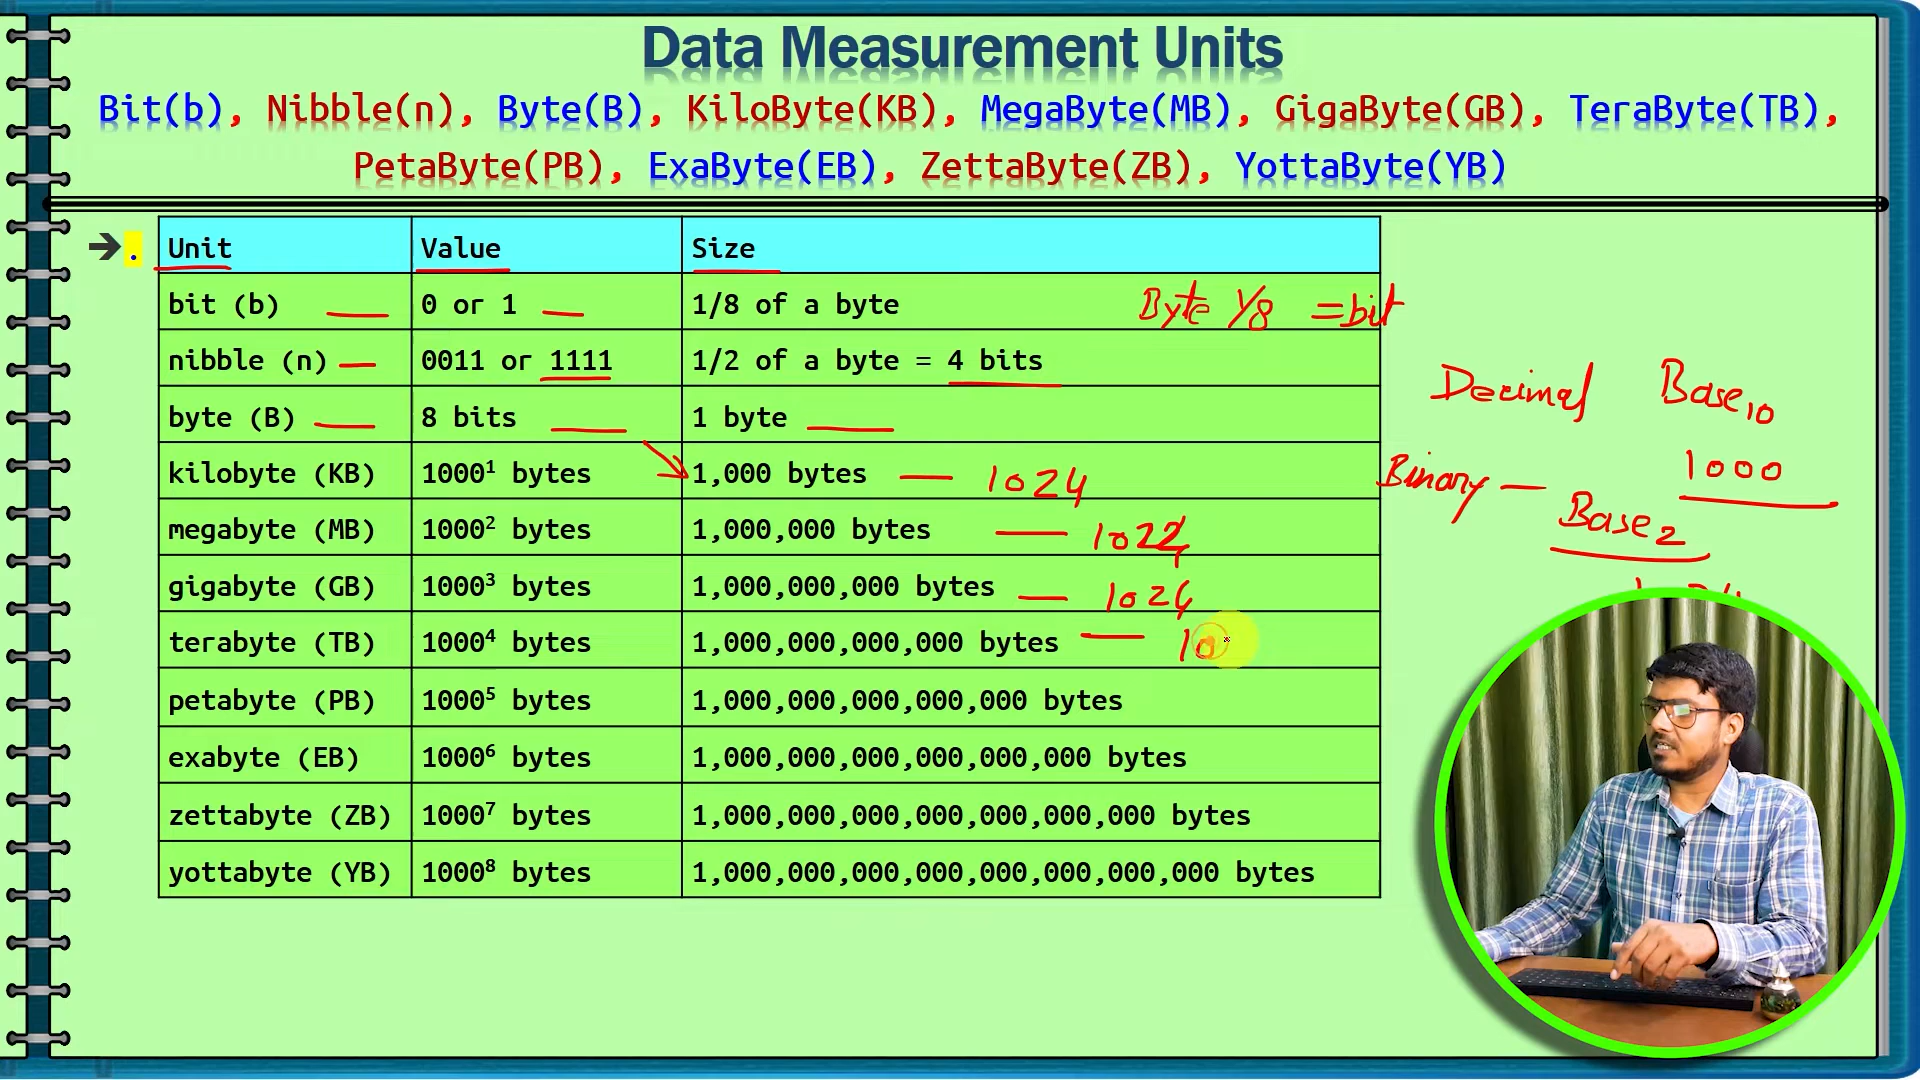 Data Measurement Units
Bit(b), Nibble(n), Byte(B), KiloByte(KB), MegaByte(MB), GigaByte(GB), TeraByte(TB),
PetaByte(PB), ExaByte(EB), ZettaByte(ZB), YottaByte(YB)
➔. Unit Value Size
bit (b) 0 or 1 1/8 of a byte Byte 1/8 = bit
nibble (n) 0011 or 1111 1/2 of a byte = 4 bits
Decimal Base10
byte (B) 8 bits 1 byte
kilobyte (KB) 1000¹ bytes 1,000 bytes — 1024
Binary — 1000
Base2
megabyte (MB) 1000² bytes 1,000,000 bytes — 1024
gigabyte (GB) 1000³ bytes 1,000,000,000 bytes — 1024
terabyte (TB) 1000⁴ bytes 1,000,000,000,000 bytes — 10
petabyte (PB) 1000⁵ bytes 1,000,000,000,000,000 bytes
exabyte (EB) 1000⁶ bytes 1,000,000,000,000,000,000 bytes
zettabyte (ZB) 1000⁷ bytes 1,000,000,000,000,000,000,000 bytes
yottabyte (YB) 1000⁸ bytes 1,000,000,000,000,000,000,000,000 bytes